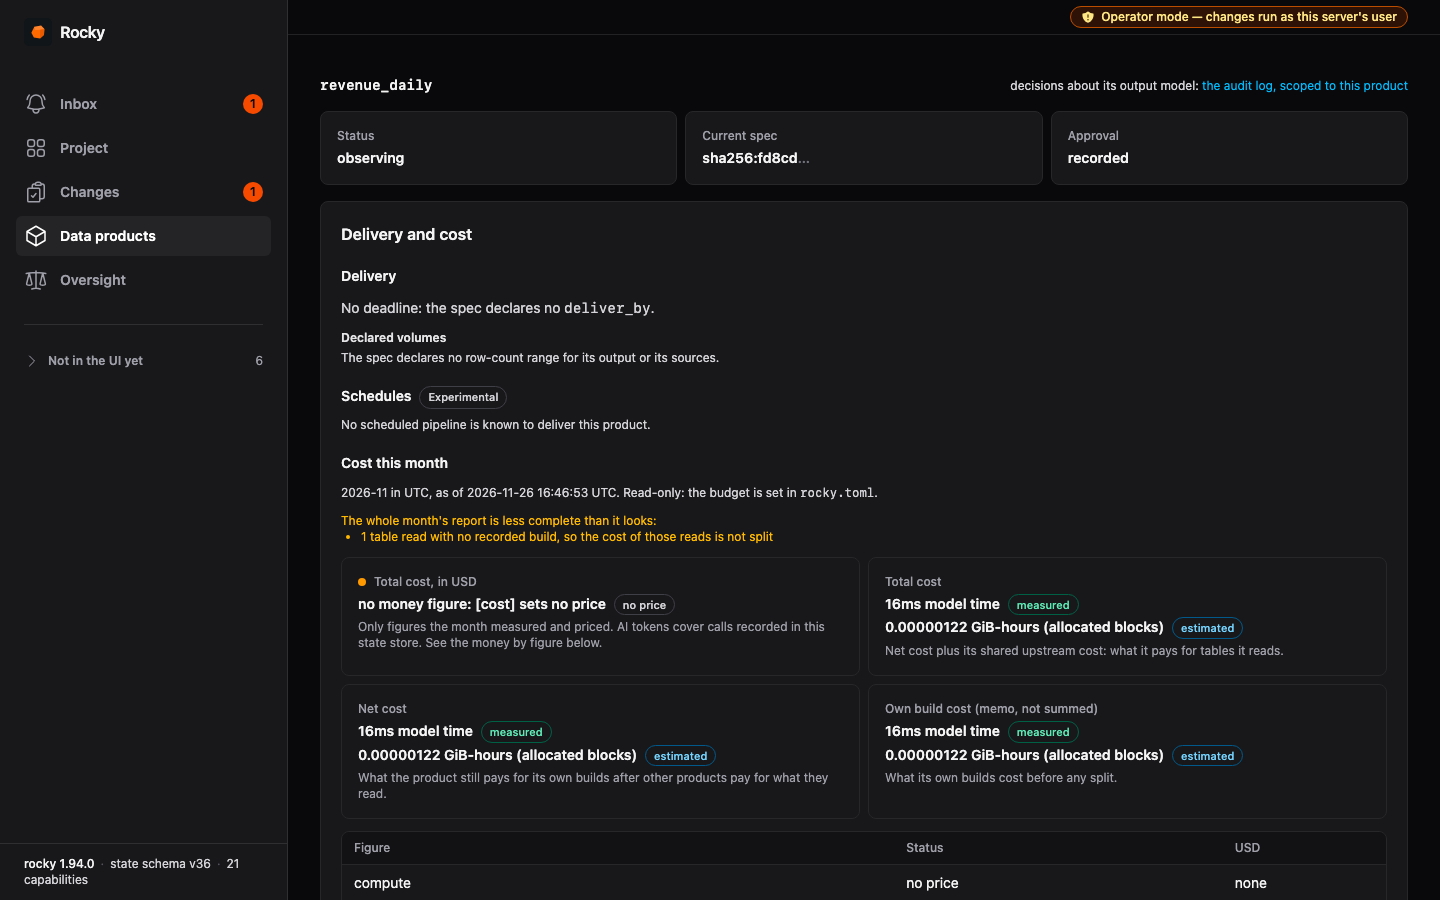 Rocky
Operator mode — changes run as this server's user
Inbox 1
Project
Changes 1
Data products
Oversight
Not in the UI yet 6
rocky 1.94.0 · state schema v36 · 21
capabilities
revenue_daily
decisions about its output model: the audit log, scoped to this product
Status
observing
Current spec
sha256:fd8cd...
Approval
recorded
Delivery and cost
Delivery
No deadline: the spec declares no deliver_by.
Declared volumes
The spec declares no row-count range for its output or its sources.
Schedules Experimental
No scheduled pipeline is known to deliver this product.
Cost this month
2026-11 in UTC, as of 2026-11-26 16:46:53 UTC. Read-only: the budget is set in rocky.toml.
The whole month's report is less complete than it looks:
• 1 table read with no recorded build, so the cost of those reads is not split
Total cost, in USD
no money figure: [cost] sets no price no price
Only figures the month measured and priced. AI tokens cover calls recorded in this
state store. See the money by figure below.
Total cost
16ms model time measured
0.00000122 GiB-hours (allocated blocks) estimated
Net cost plus its shared upstream cost: what it pays for tables it reads.
Net cost
16ms model time measured
0.00000122 GiB-hours (allocated blocks) estimated
What the product still pays for its own builds after other products pay for what they
read.
Own build cost (memo, not summed)
16ms model time measured
0.00000122 GiB-hours (allocated blocks) estimated
What its own builds cost before any split.
Figure Status USD
compute no price none